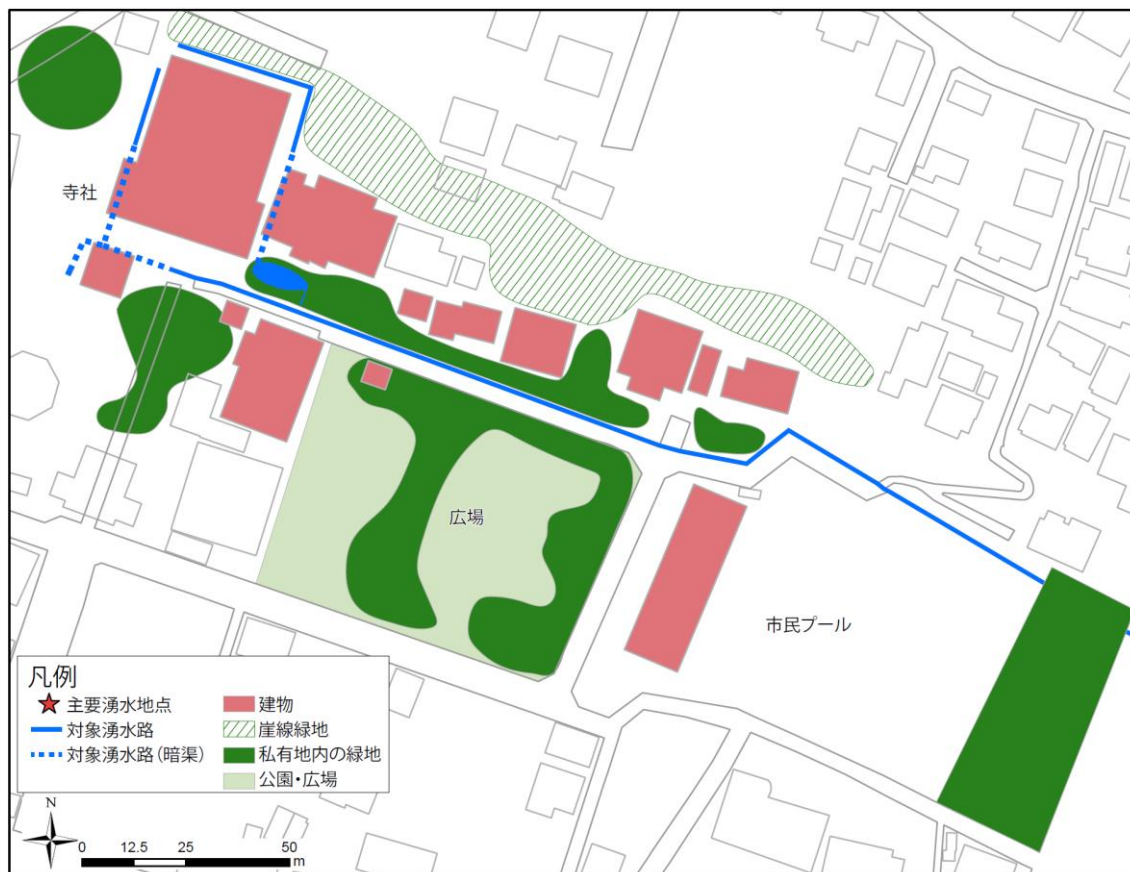 寺社
広場
市民プール
凡例
主要湧水地点
対象湧水路
対象湧水路(暗渠)
建物
崖線緑地
私有地内の緑地
公園・広場
N
0 12.5 25 50
m